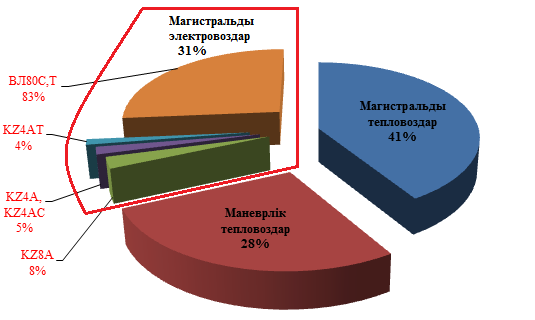 Магистральды
электровоздар
31%
ВЛ80С,Т
83%
KZ4AT
4%
KZ4A,
KZ4AC
5%
KZ8A
8%
Магистральды
тепловоздар
41%
Маневрлік
тепловоздар
28%